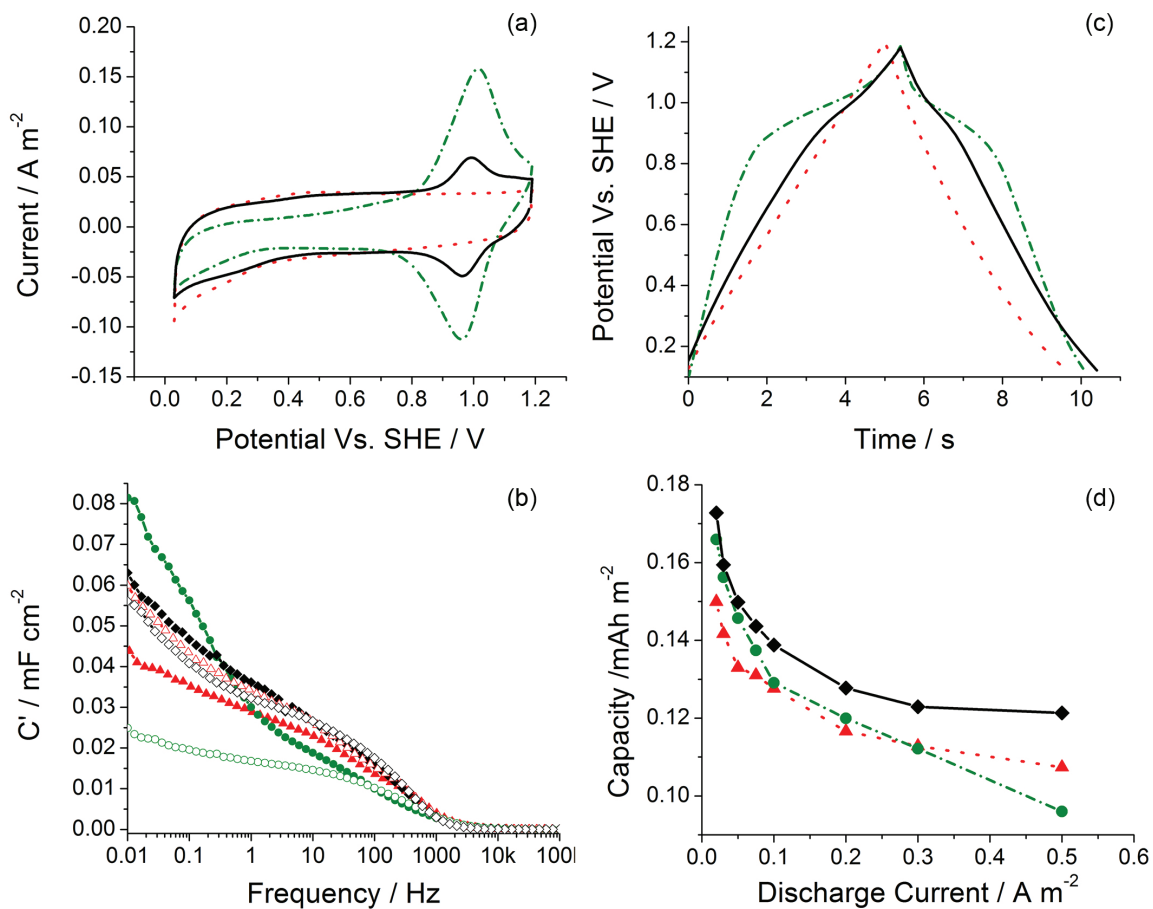 (a)
0.20
0.15
0.10
0.05
0.00
-0.05
-0.10
-0.15
Current / A m-2
0.0 0.2 0.4 0.6 0.8 1.0 1.2
Potential Vs. SHE / V
(c)
1.2
1.0
0.8
0.6
0.4
0.2
Potential Vs. SHE / V
0 2 4 6 8 10
Time / s
(b)
0.08
0.07
0.06
0.05
0.04
0.03
0.02
0.01
0.00
C' / mF cm-2
0.01 0.1 1 10 100 1000 10k 100
Frequency / Hz
(d)
0.18
0.16
0.14
0.12
0.10
Capacity /mAh m-2
0.0 0.1 0.2 0.3 0.4 0.5 0.6
Discharge Current / A m-2